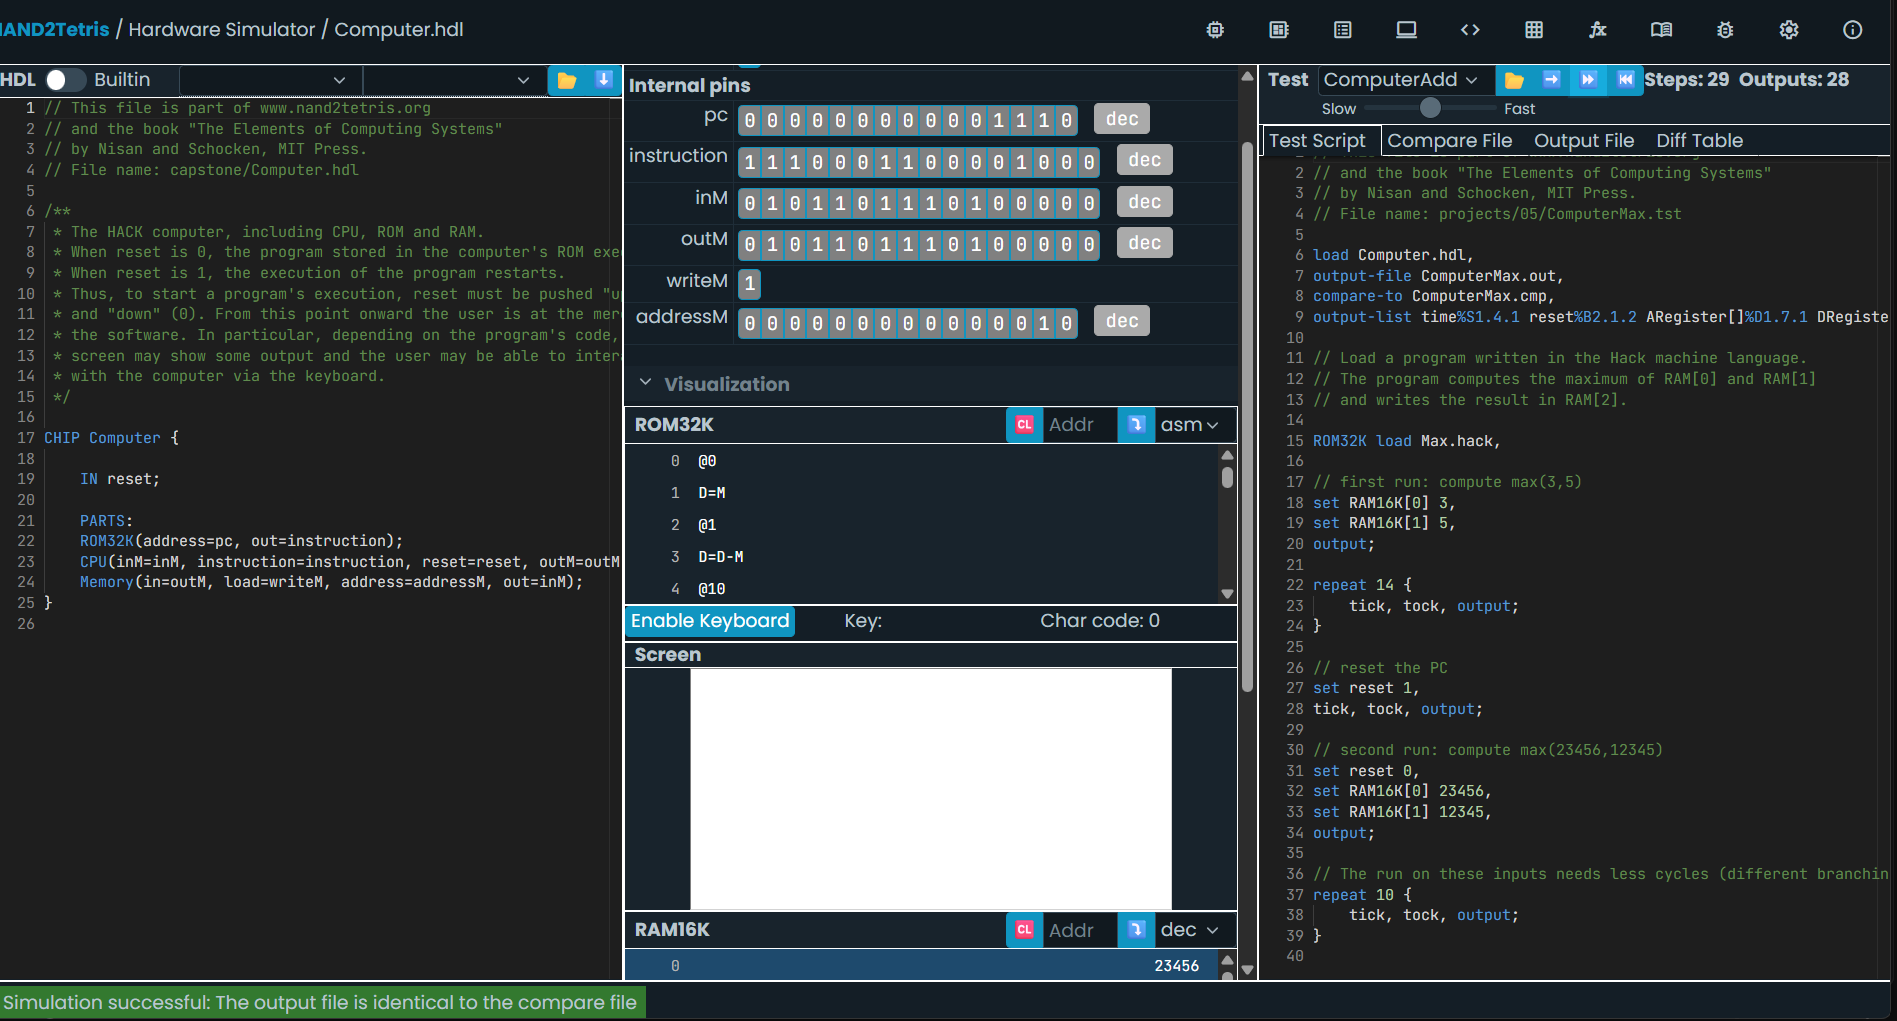 NAND2Tetris / Hardware Simulator / Computer.hdl
HDL Builtin
1 // This file is part of www.nand2tetris.org
2 // and the book "The Elements of Computing Systems"
3 // by Nisan and Schocken, MIT Press.
4 // File name: capstone/Computer.hdl
5
6 /**
7 * The HACK computer, including CPU, ROM and RAM.
8 * When reset is 0, the program stored in the computer's ROM exe
9 * When reset is 1, the execution of the program restarts.
10 * Thus, to start a program's execution, reset must be pushed "u
11 * and "down" (0). From this point onward the user is at the mer
12 * the software. In particular, depending on the program's code,
13 * screen may show some output and the user may be able to inter
14 * with the computer via the keyboard.
15 */
16
17 CHIP Computer {
18
19 IN reset;
20
21 PARTS:
22 ROM32K(address=pc, out=instruction);
23 CPU(inM=inM, instruction=instruction, reset=reset, outM=outM
24 Memory(in=outM, load=writeM, address=addressM, out=inM);
25 }
26
Internal pins
pc 0 0 0 0 0 0 0 0 0 0 0 1 1 1 0 dec
instruction 1 1 1 0 0 0 1 1 0 0 0 0 1 0 0 0 dec
inM 0 1 0 1 1 0 1 1 1 0 1 0 0 0 0 0 dec
outM 0 1 0 1 1 0 1 1 1 0 1 0 0 0 0 0 dec
writeM 1
addressM 0 0 0 0 0 0 0 0 0 0 0 0 0 1 0 dec
Visualization
ROM32K CL Addr asm
0 @0
1 D=M
2 @1
3 D=D-M
4 @10
Enable Keyboard Key: Char code: 0
Screen
RAM16K CL Addr dec
0 23456
Test ComputerAdd Steps: 29 Outputs: 28
Slow Fast
Test Script Compare File Output File Diff Table
2 // and the book "The Elements of Computing Systems"
3 // by Nisan and Schocken, MIT Press.
4 // File name: projects/05/ComputerMax.tst
5
6 load Computer.hdl,
7 output-file ComputerMax.out,
8 compare-to ComputerMax.cmp,
9 output-list time%S1.4.1 reset%B2.1.2 ARegister[]%D1.7.1 DRegiste
10
11 // Load a program written in the Hack machine language.
12 // The program computes the maximum of RAM[0] and RAM[1]
13 // and writes the result in RAM[2].
14
15 ROM32K load Max.hack,
16
17 // first run: compute max(3,5)
18 set RAM16K[0] 3,
19 set RAM16K[1] 5,
20 output;
21
22 repeat 14 {
23 tick, tock, output;
24 }
25
26 // reset the PC
27 set reset 1,
28 tick, tock, output;
29
30 // second run: compute max(23456,12345)
31 set reset 0,
32 set RAM16K[0] 23456,
33 set RAM16K[1] 12345,
34 output;
35
36 // The run on these inputs needs less cycles (different branchin
37 repeat 10 {
38 tick, tock, output;
39 }
40
Simulation successful: The output file is identical to the compare file